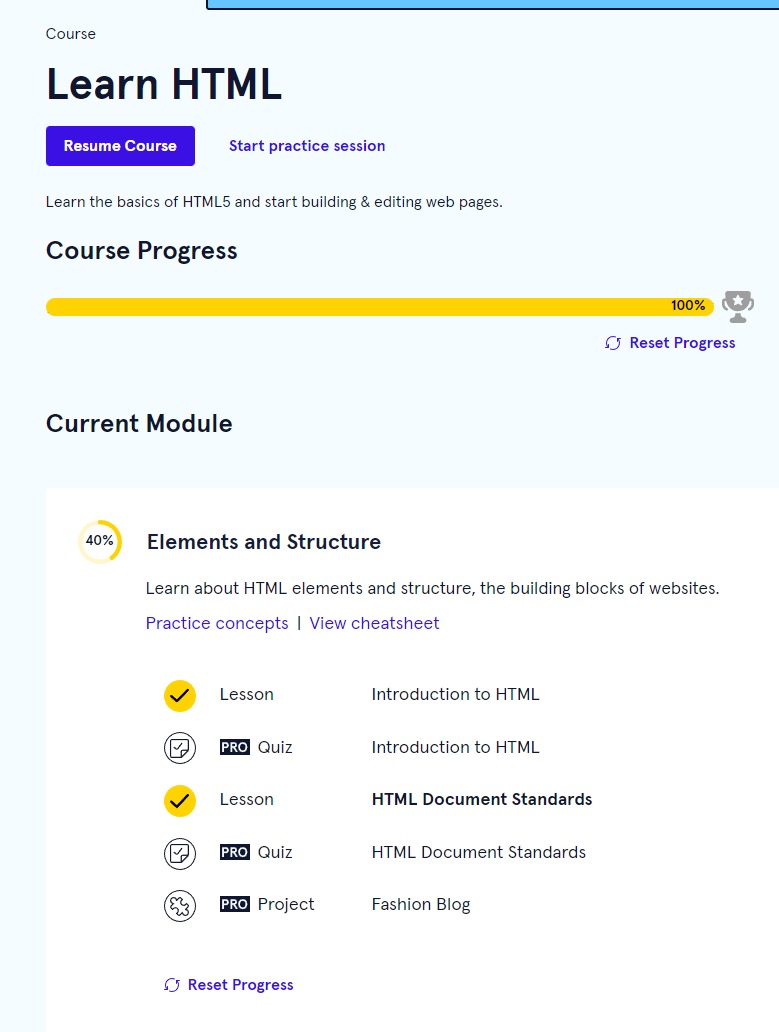 Course
Learn HTML
Resume Course Start practice session
Learn the basics of HTML5 and start building & editing web pages.
Course Progress
100%
Reset Progress
Current Module
40% Elements and Structure
Learn about HTML elements and structure, the building blocks of websites.
Practice concepts | View cheatsheet
Lesson Introduction to HTML
PRO Quiz Introduction to HTML
Lesson HTML Document Standards
PRO Quiz HTML Document Standards
PRO Project Fashion Blog
Reset Progress